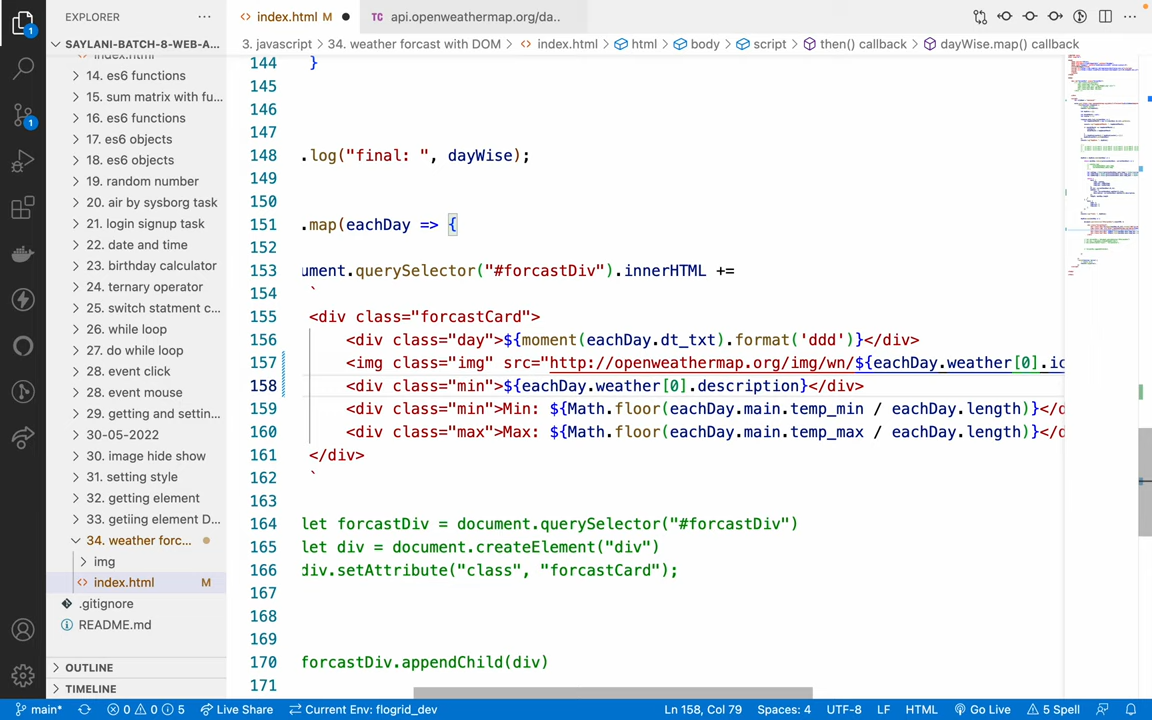 EXPLORER
index.html M
TC api.openweathermap.org/da..
SAYLANI-BATCH-8-WEB-A...
3. javascript > 34. weather forcast with DOM > index.html > html > body > script > then() callback > dayWise.map() callback
index.html
14. es6 functions
15. sum matrix with fu...
16. es6 functions
17. es6 objects
18. es6 objects
19. random number
20. air by sysborg task
21. login signup task
22. date and time
23. birthday calculator
24. ternary operator
25. switch statment c...
26. while loop
27. do while loop
28. event click
28. event mouse
29. getting and settin...
30-05-2022
30. image hide show
31. setting style
32. getting element
33. getiing element D...
34. weather forc...
img
index.html M
.gitignore
README.md
OUTLINE
TIMELINE
144 }
145
146
147
148 .log("final: ", dayWise);
149
150
151 .map(eachDay => {
152
153 ument.querySelector("#forcastDiv").innerHTML +=
154 `
155 <div class="forcastCard">
156 <div class="day">${moment(eachDay.dt_txt).format('ddd')}</div>
157 <img class="img" src="http://openweathermap.org/img/wn/${eachDay.weather[0].ic
158 <div class="min">${eachDay.weather[0].description}</div>
159 <div class="min">Min: ${Math.floor(eachDay.main.temp_min / eachDay.length)}</d
160 <div class="max">Max: ${Math.floor(eachDay.main.temp_max / eachDay.length)}</d
161 </div>
162 `
163
164 let forcastDiv = document.querySelector("#forcastDiv")
165 let div = document.createElement("div")
166 div.setAttribute("class", "forcastCard");
167
168
169
170 forcastDiv.appendChild(div)
171
1
1
main* 0 0 5 Live Share Current Env: flogrid_dev Ln 158, Col 79 Spaces: 4 UTF-8 LF HTML Go Live 5 Spell